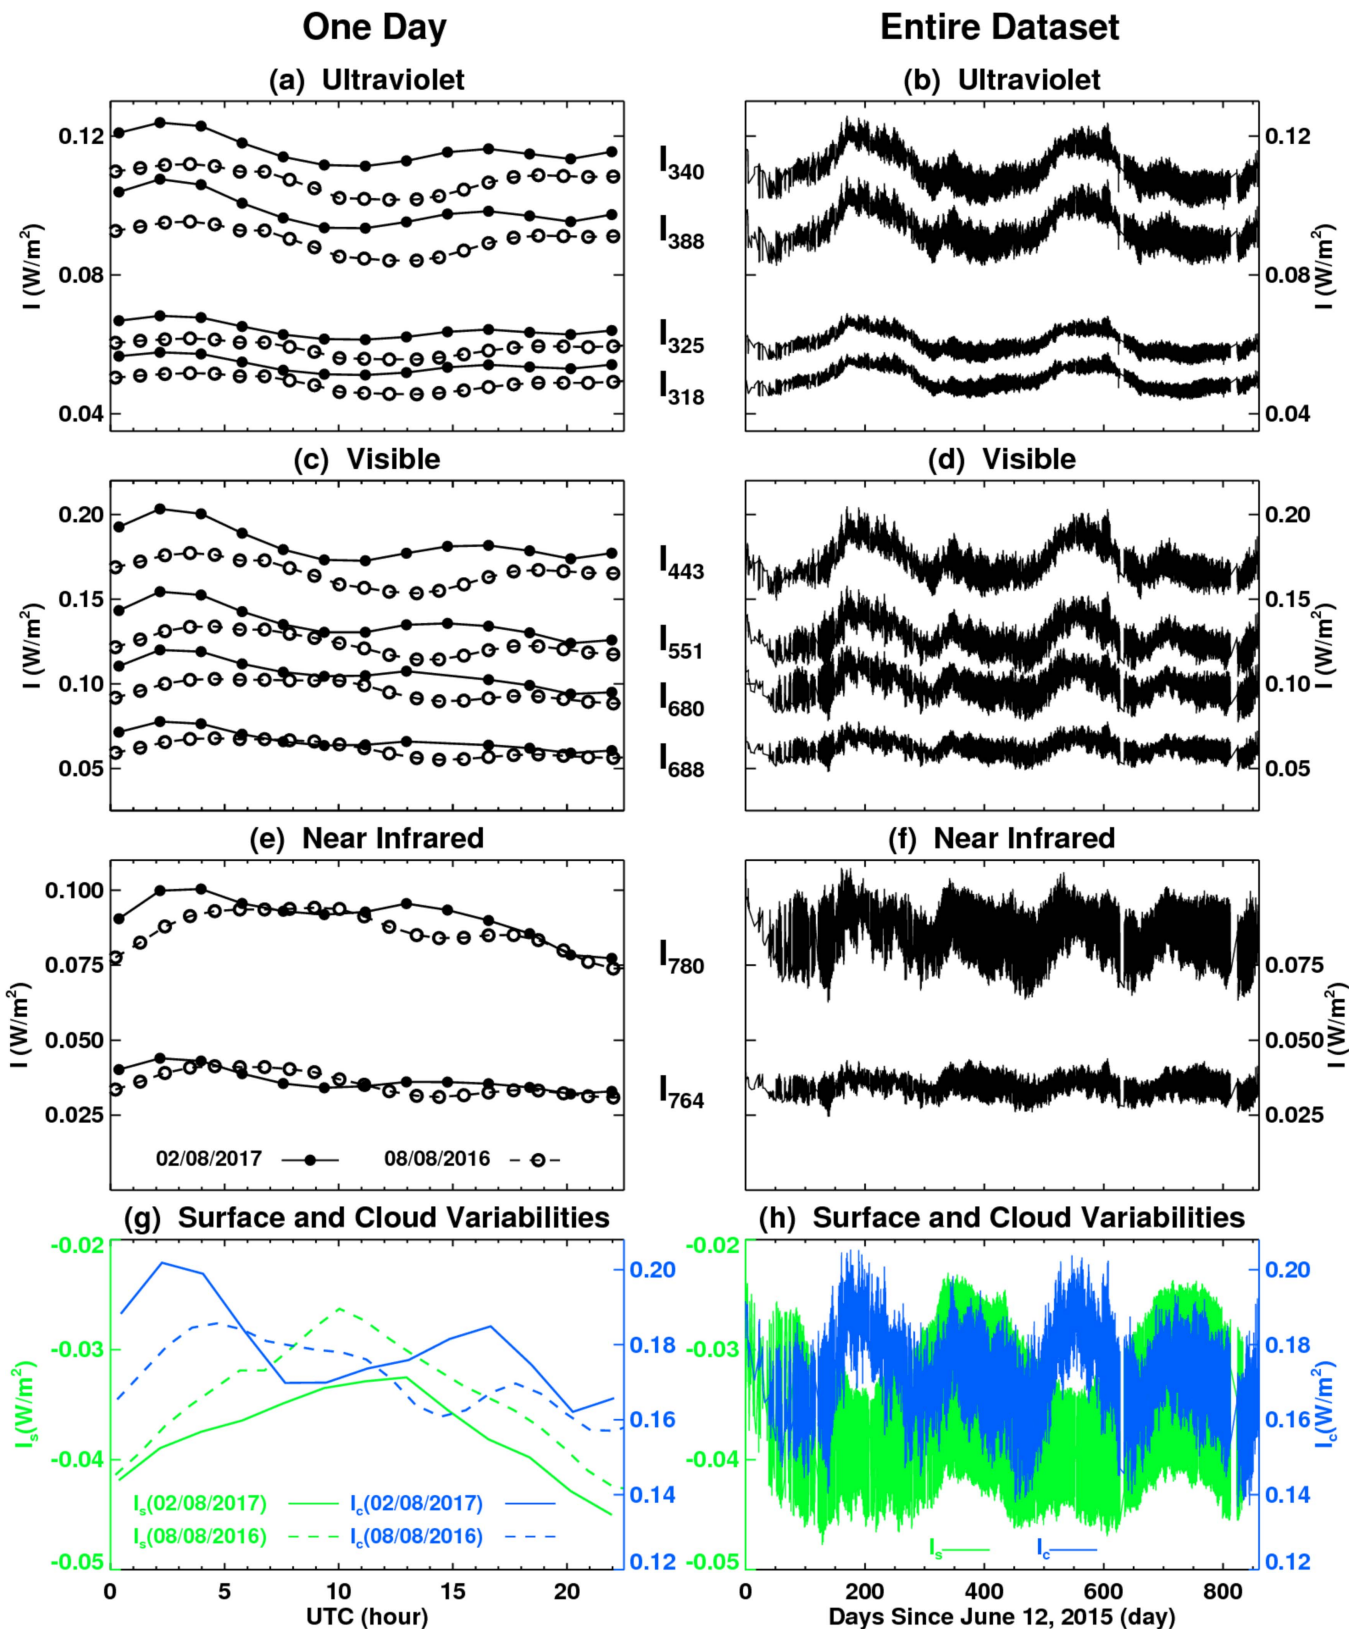 One Day
Entire Dataset
(a) Ultraviolet
(b) Ultraviolet
0.12
0.08
0.04
I (W/m²)
I₃₄₀
I₃₈₈
I₃₂₅
I₃₁₈
0.12
0.08
0.04
I (W/m²)
(c) Visible
(d) Visible
0.20
0.15
0.10
0.05
I (W/m²)
I₄₄₃
I₅₅₁
I₆₈₀
I₆₈₈
0.20
0.15
0.10
0.05
I (W/m²)
(e) Near Infrared
(f) Near Infrared
0.100
0.075
0.050
0.025
I (W/m²)
I₇₈₀
I₇₆₄
0.075
0.050
0.025
I (W/m²)
02/08/2017
08/08/2016
(g) Surface and Cloud Variabilities
(h) Surface and Cloud Variabilities
-0.02
-0.03
-0.04
-0.05
Iₛ(W/m²)
0.20
0.18
0.16
0.14
0.12
Iₛ(02/08/2017)
I꜀(02/08/2017)
Iₛ(08/08/2016)
I꜀(08/08/2016)
-0.02
-0.03
-0.04
-0.05
0.20
0.18
0.16
0.14
0.12
I꜀(W/m²)
Iₛ
I꜀
0 5 10 15 20
UTC (hour)
0 200 400 600 800
Days Since June 12, 2015 (day)